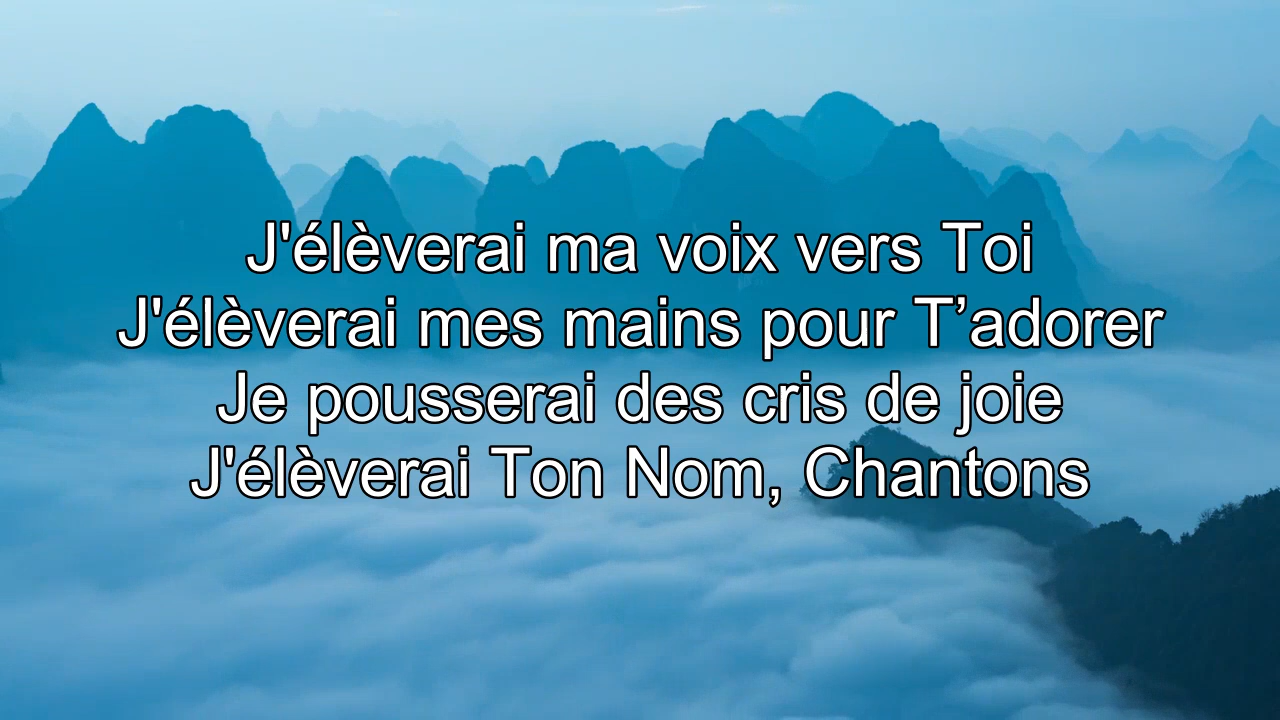 J'élèverai ma voix vers Toi
J'élèverai mes mains pour T’adorer
Je pousserai des cris de joie
J'élèverai Ton Nom, Chantons